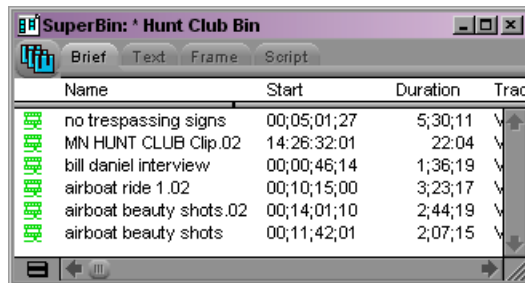 SuperBin: * Hunt Club Bin
Brief Text Frame Script
Name Start Duration Trac
no trespassing signs 00;05;01;27 5;30;11 V
MN HUNT CLUB Clip.02 14:26:32:01 22:04 V
bill daniel interview 00;00;46;14 1;36;19 V
airboat ride 1.02 00;10;15;00 3;23;17 V
airboat beauty shots.02 00;14;01;10 2;44;19 V
airboat beauty shots 00;11;42;01 2;07;15 V